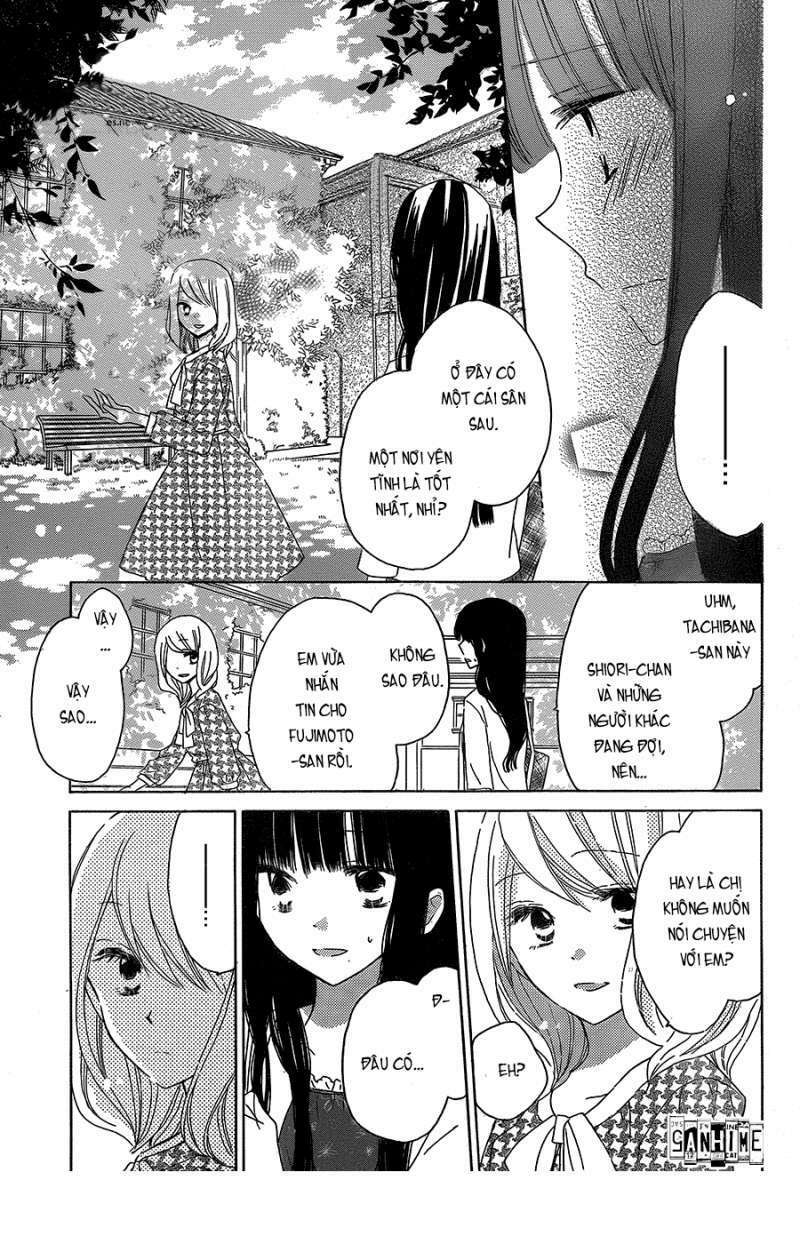 Ở ĐÂY CÓ
MỘT CÁI SÂN
SAU.
MỘT NƠI YÊN
TĨNH LÀ TỐT
NHẤT, NHỈ?
UHM,
TACHIBANA
-SAN NÀY
SHIORI-CHAN
VÀ NHỮNG
NGƯỜI KHÁC
ĐANG ĐỢI,
NÊN...
KHÔNG
SAO ĐÂU.
EM VỪA
NHẮN
TIN CHO
FUJIMOTO
-SAN RỒI.
VẬY
...
VẬY
SAO...
HAY LÀ CHỊ
KHÔNG MUỐN
NÓI CHUYỆN
VỚI EM?
EH?
Đ-
ĐÂU CÓ...
SANHIME